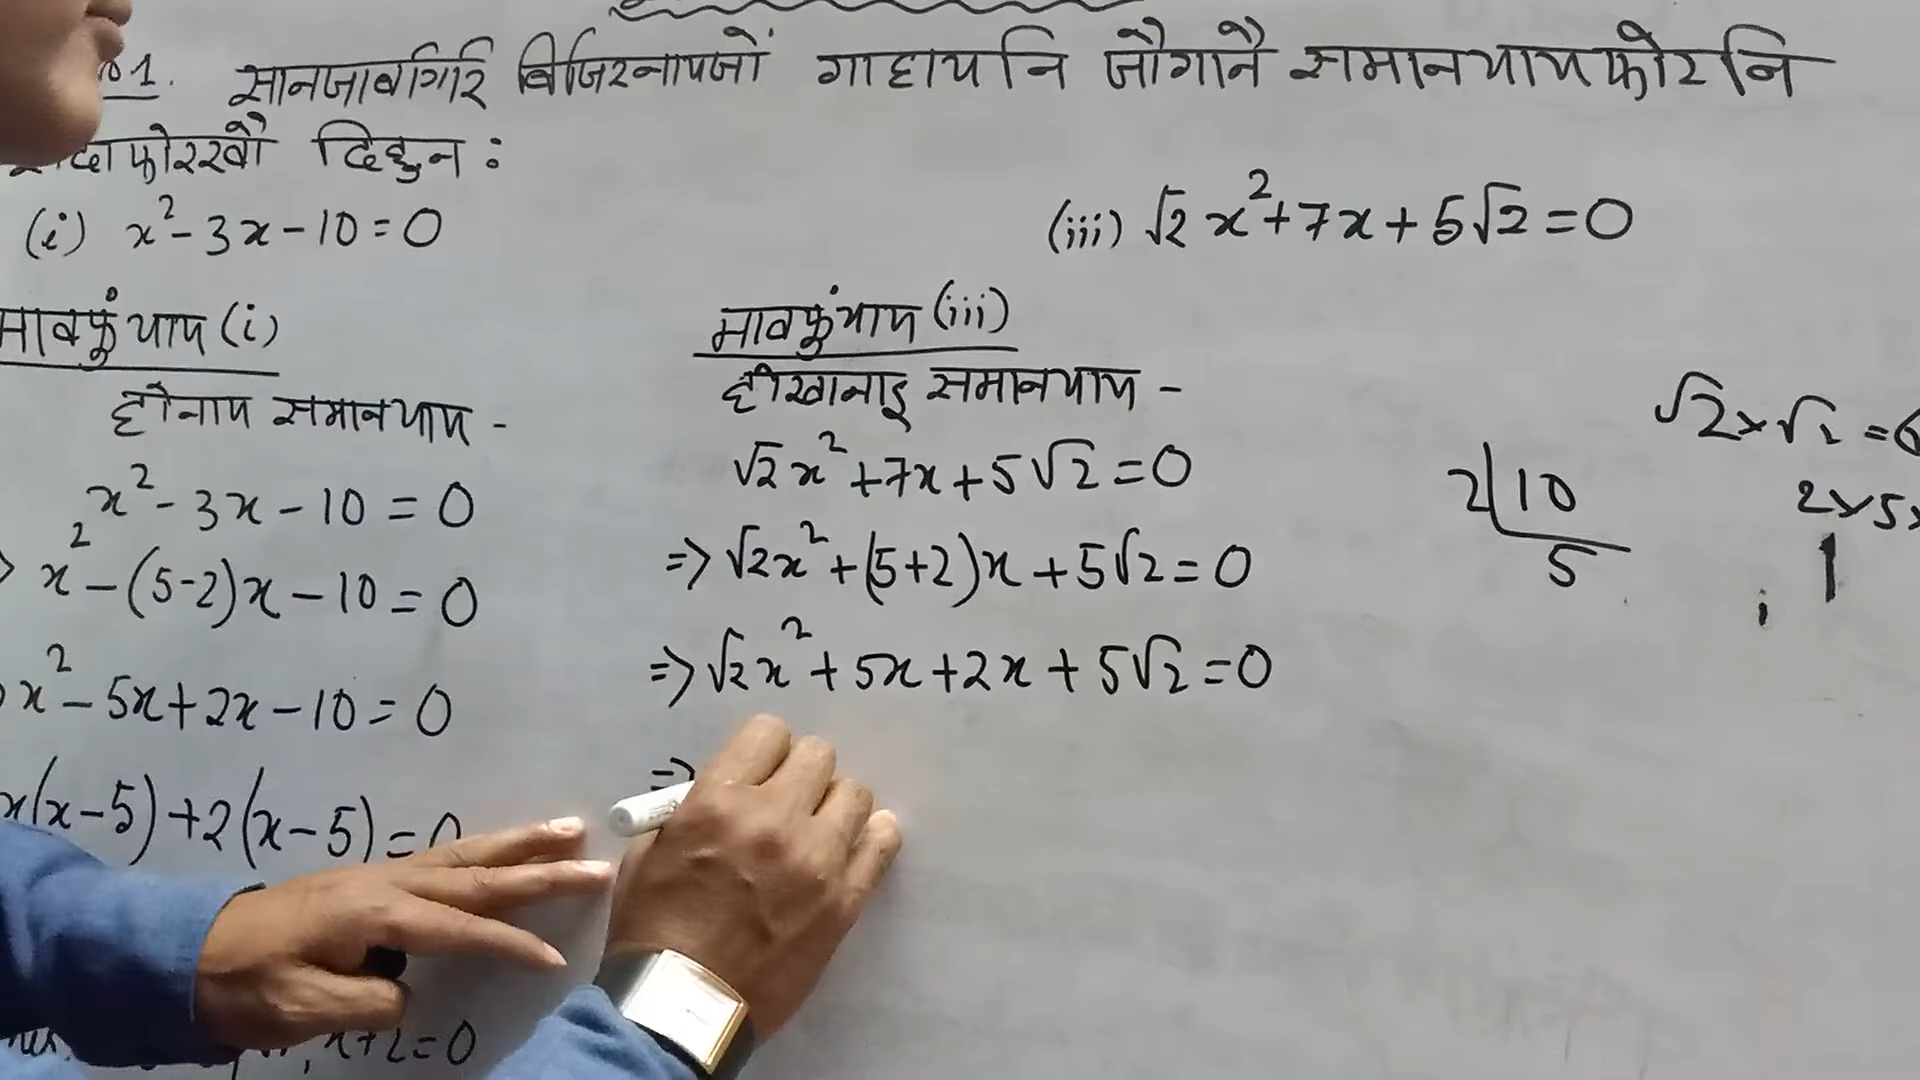 1. सानजावगिरि बिजिरनायजों गाहायनि जौगानै समानथायफोरनि
फोरखौ दिहुन :
(i) x² - 3x - 10 = 0
(iii) √2 x² + 7x + 5√2 = 0
मावफुंथाय (i)
होनाय समानथाय -
x² - 3x - 10 = 0
x² - (5-2)x - 10 = 0
x² - 5x + 2x - 10 = 0
x(x - 5) + 2(x - 5) = 0
x + 2 = 0
मावफुंथाय (iii)
होखानाइ समानथाय -
√2x² + 7x + 5√2 = 0
=> √2x² + (5+2)x + 5√2 = 0
=> √2x² + 5x + 2x + 5√2 = 0
=>
2 | 10
5
√2 × √2 =
2 × 5 ×